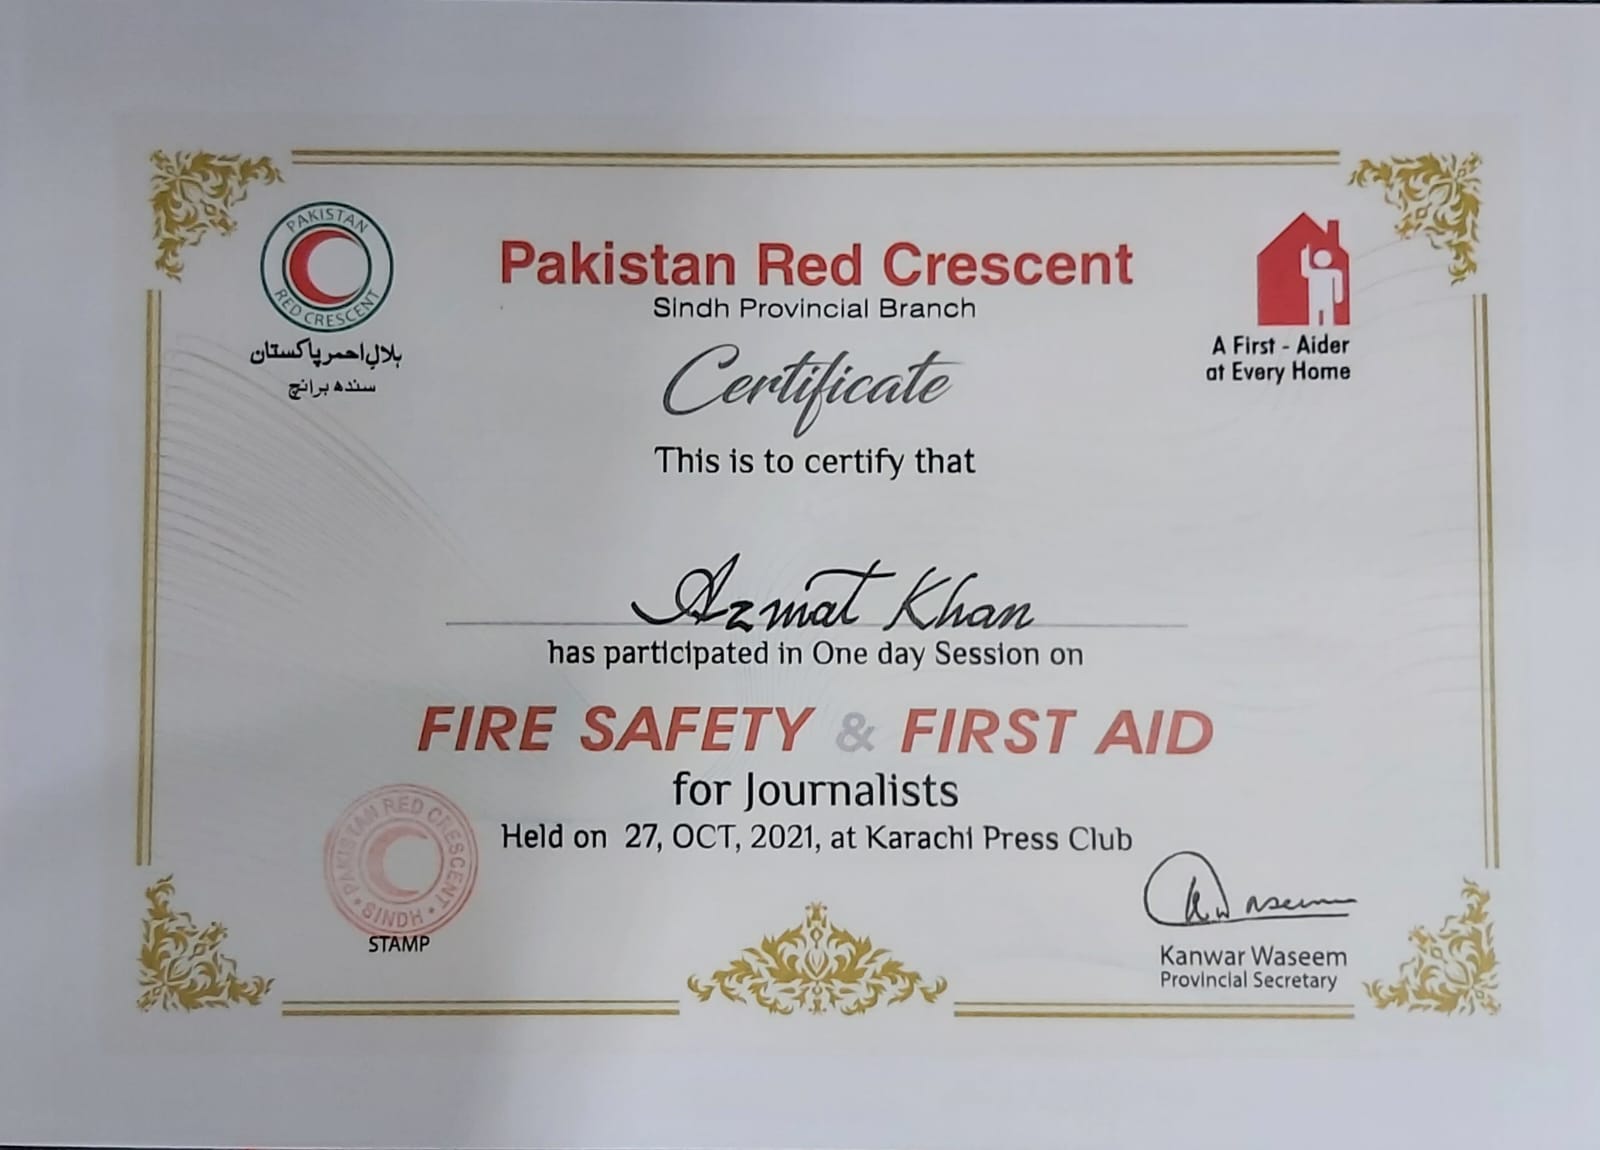 PAKISTAN
RED CRESCENT
ہلالِ احمر پاکستان
سندھ برانچ
Pakistan Red Crescent
Sindh Provincial Branch
A First - Aider
at Every Home
Certificate
This is to certify that
Azmat Khan
has participated in One day Session on
FIRE SAFETY & FIRST AID
for Journalists
Held on 27, OCT, 2021, at Karachi Press Club
PAKISTAN RED CRESCENT
SINDH
STAMP
Kw Waseem
Kanwar Waseem
Provincial Secretary